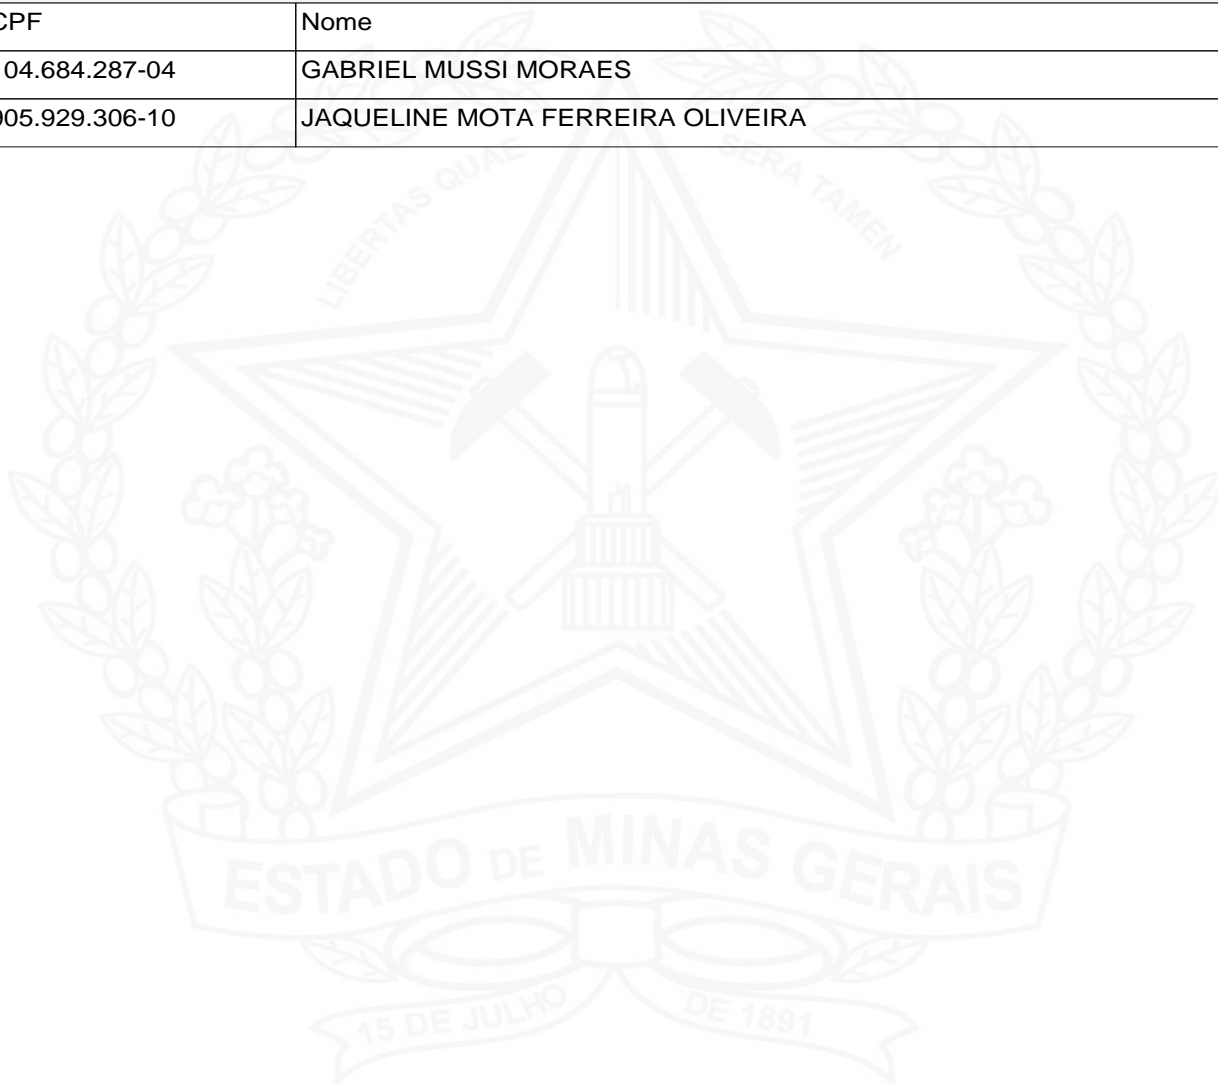 CPF Nome
04.684.287-04 GABRIEL MUSSI MORAES
905.929.306-10 JAQUELINE MOTA FERREIRA OLIVEIRA
LIBERTAS QUAE SERA TAMEN
ESTADO DE MINAS GERAIS
15 DE JULHO DE 1891